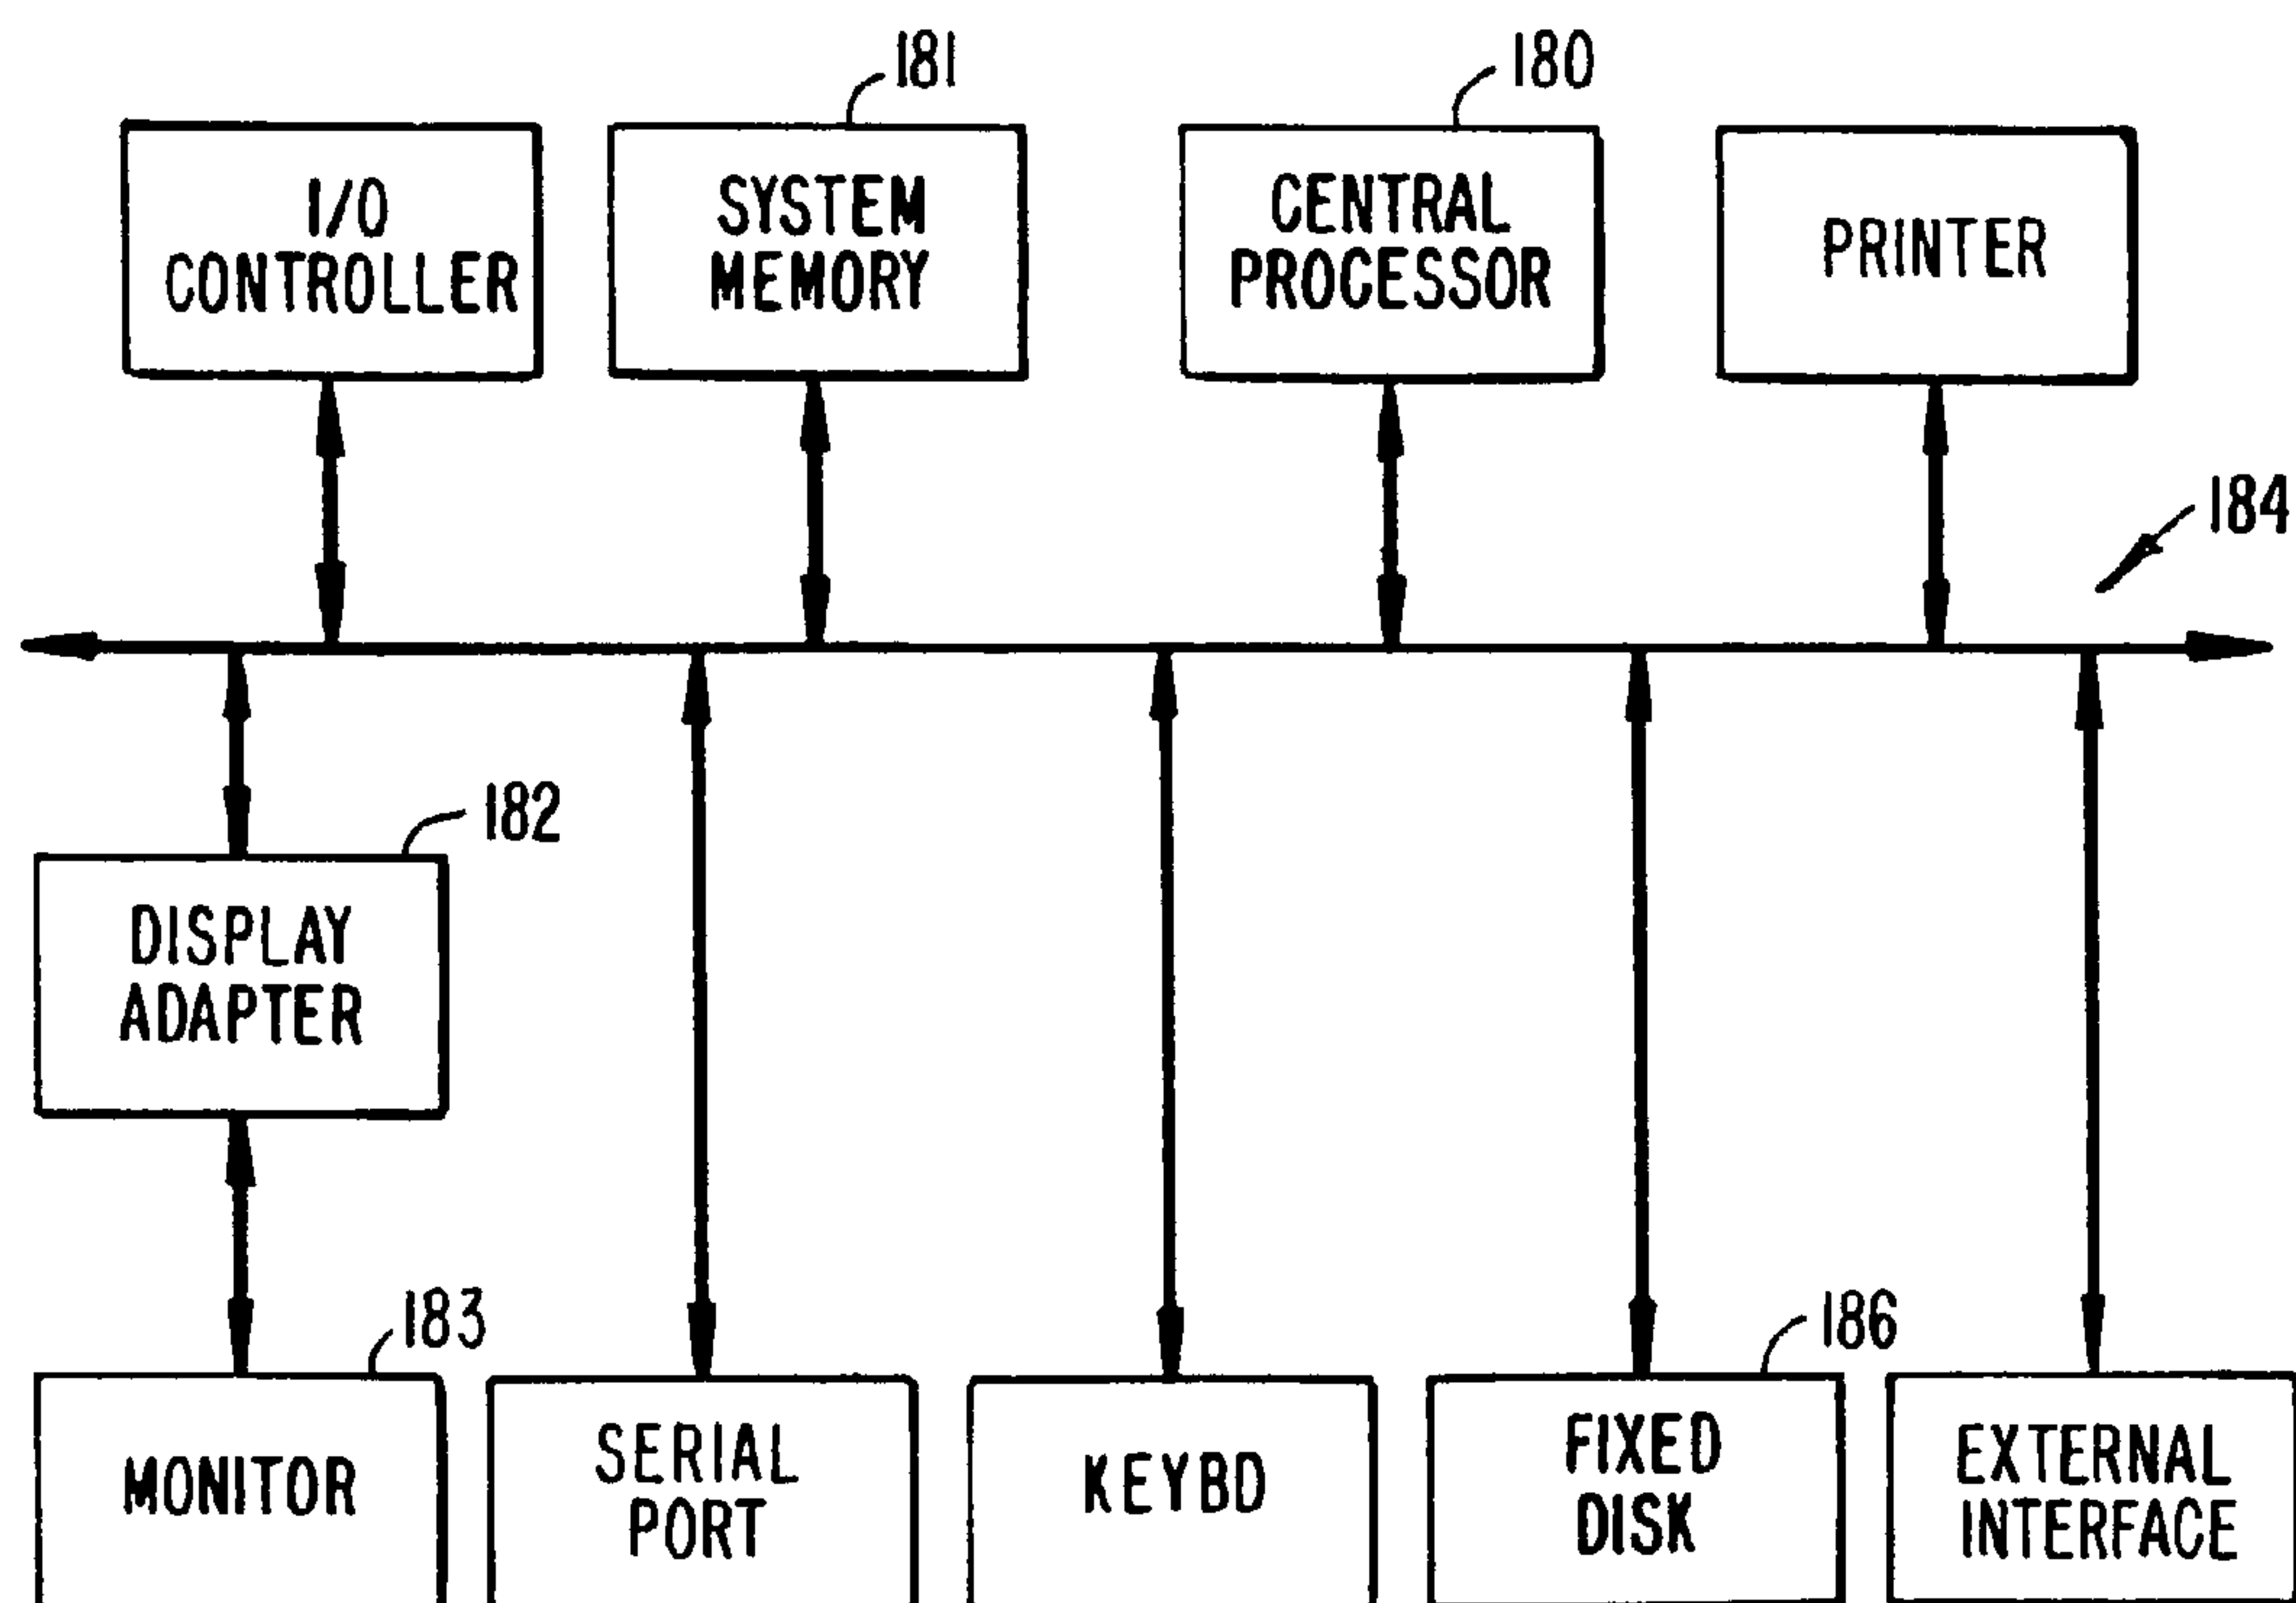 181
180
I/O
CONTROLLER
SYSTEM
MEMORY
CENTRAL
PROCESSOR
PRINTER
184
182
DISPLAY
ADAPTER
183
186
MONITOR
SERIAL
PORT
KEYBD
FIXED
DISK
EXTERNAL
INTERFACE